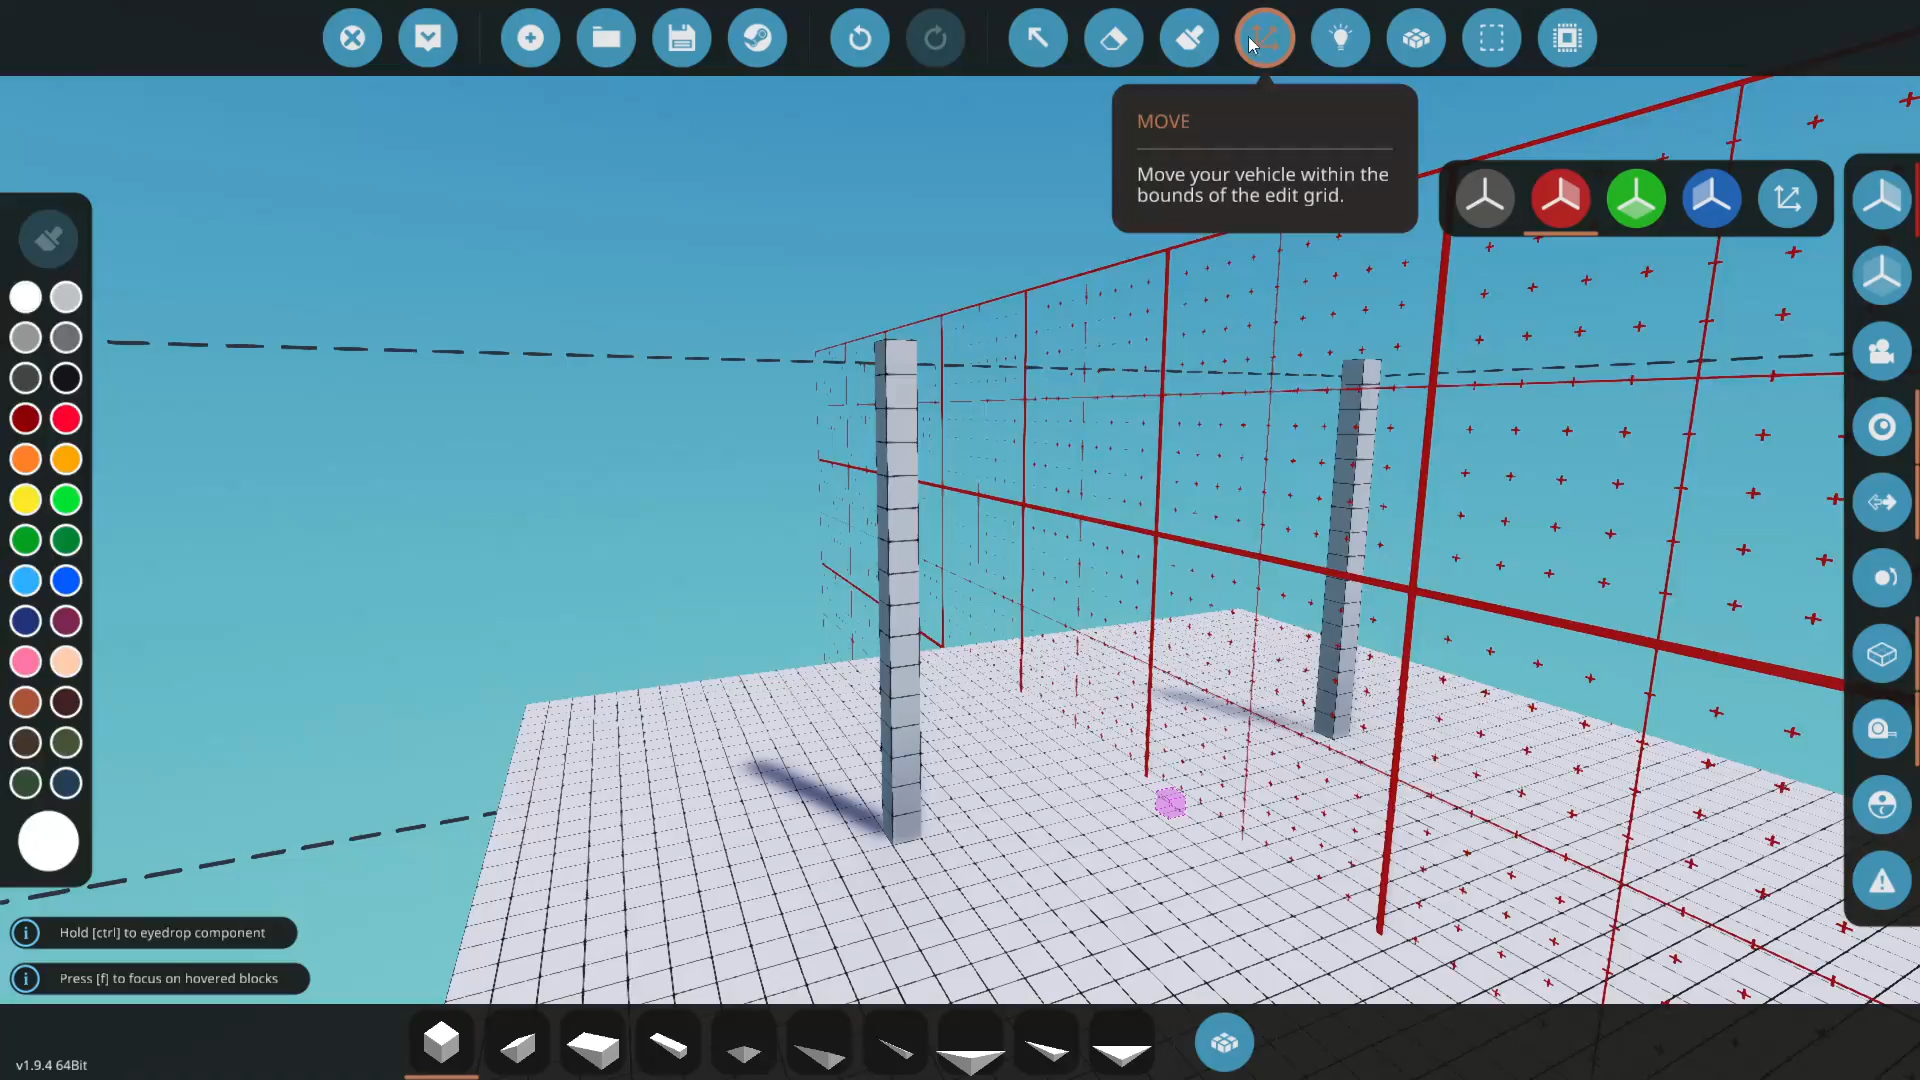 MOVE
Move your vehicle within the
bounds of the edit grid.
Hold [ctrl] to eyedrop component
Press [f] to focus on hovered blocks
v1.9.4 64Bit